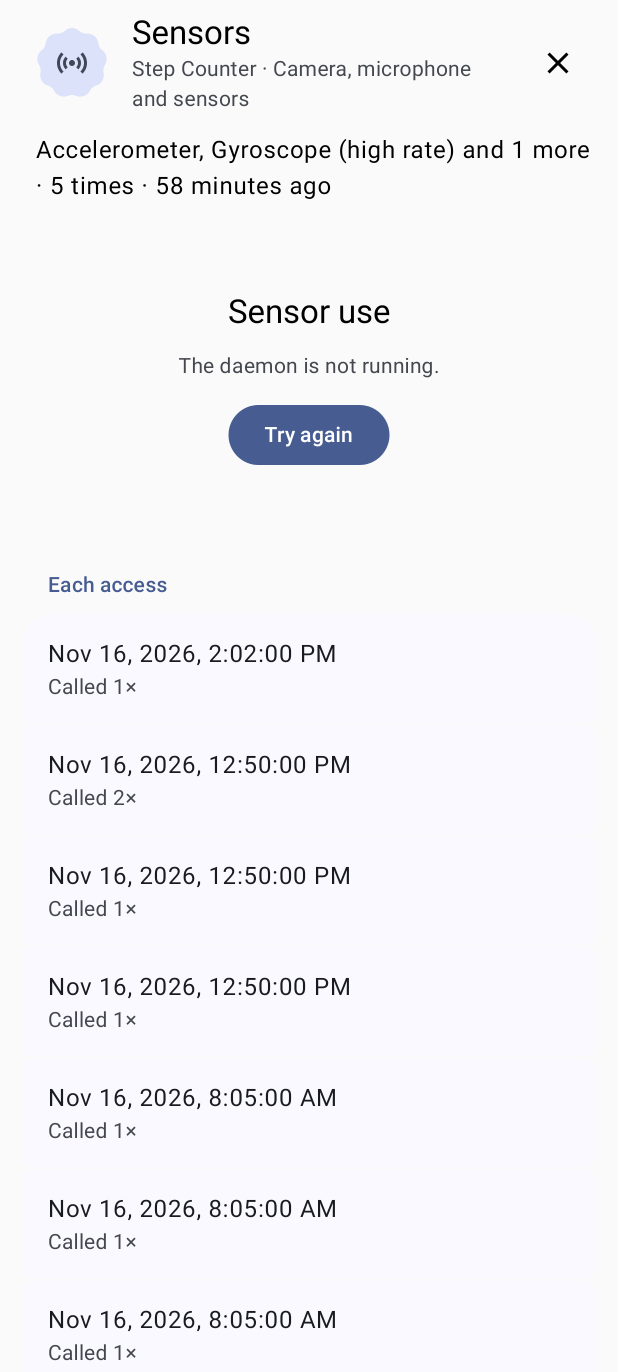 Sensors
Step Counter · Camera, microphone
and sensors
Accelerometer, Gyroscope (high rate) and 1 more
· 5 times · 58 minutes ago
Sensor use
The daemon is not running.
Try again
Each access
Nov 16, 2026, 2:02:00 PM
Called 1×
Nov 16, 2026, 12:50:00 PM
Called 2×
Nov 16, 2026, 12:50:00 PM
Called 1×
Nov 16, 2026, 12:50:00 PM
Called 1×
Nov 16, 2026, 8:05:00 AM
Called 1×
Nov 16, 2026, 8:05:00 AM
Called 1×
Nov 16, 2026, 8:05:00 AM
Called 1×